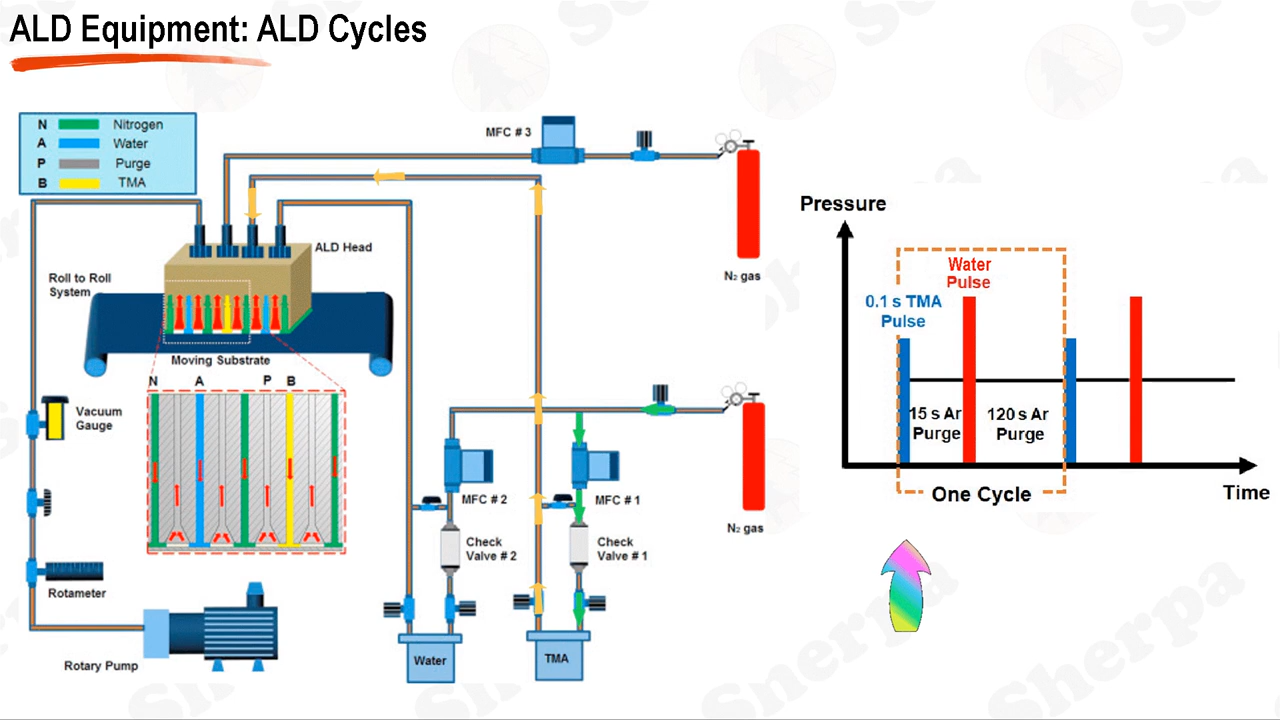 ALD Equipment: ALD Cycles
N Nitrogen
A Water
P Purge
B TMA
MFC # 3
N₂ gas
ALD Head
Roll to Roll
System
Moving Substrate
N A P B
Vacuum
Gauge
Rotameter
Rotary Pump
MFC # 2
MFC # 1
Check
Valve # 2
Check
Valve # 1
N₂ gas
Water
TMA
Pressure
Water
Pulse
0.1 s TMA
Pulse
15 s Ar
Purge
120 s Ar
Purge
One Cycle
Time
Sherpa
Sherpa